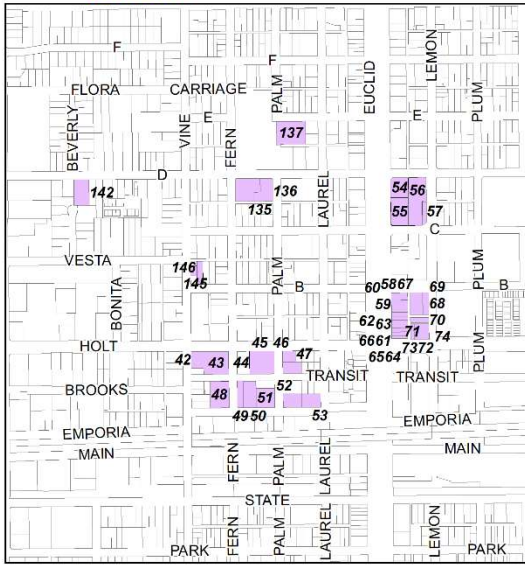 F
F
FLORA
CARRIAGE
BEVERLY
VINE
FERN
PALM
LAUREL
EUCLID
LEMON
PLUM
E
E
137
D
142
136
135
54 56
55
57
C
VESTA
146
145
BONITA
PALM
B
B
PLUM
60 58 67 69
59
68
62 63
70
71
74
66 61
73 72
65 64
HOLT
42 43 44
45 46
47
TRANSIT
TRANSIT
PLUM
BROOKS
48
51
52
49 50
53
EMPORIA
EMPORIA
MAIN
MAIN
FERN
PALM
LAUREL
STATE
FERN
PALM
LAUREL
LEMON
PARK
PARK